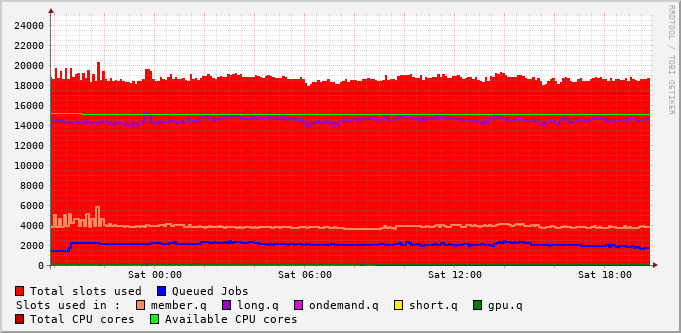 24000
22000
20000
18000
16000
14000
12000
10000
8000
6000
4000
2000
0
Sat 00:00 Sat 06:00 Sat 12:00 Sat 18:00
Total slots used Queued Jobs
Slots used in : member.q long.q ondemand.q short.q gpu.q
Total CPU cores Available CPU cores
RRDTOOL / TOBI OETIKER